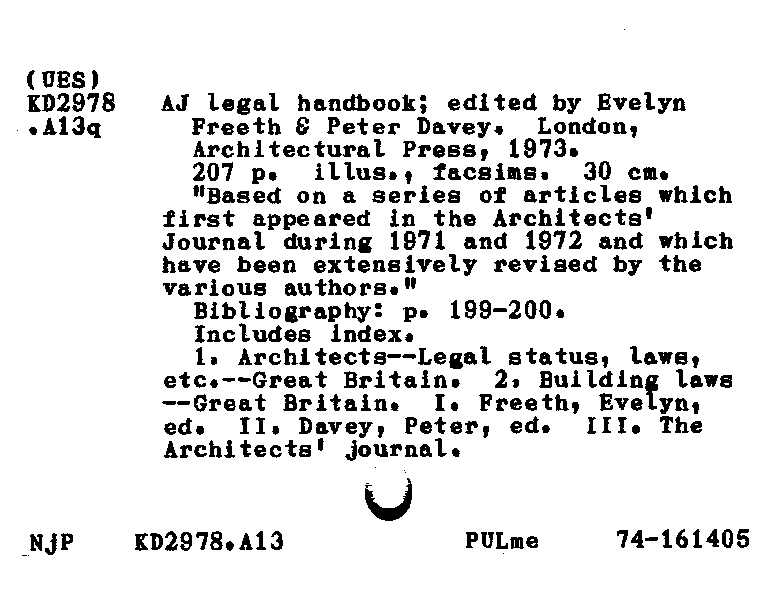 (UES)
KD2978 AJ legal handbook; edited by Evelyn
.A13q Freeth & Peter Davey. London,
Architectural Press, 1973.
207 p. illus., facsims. 30 cm.
"Based on a series of articles which
first appeared in the Architects'
Journal during 1971 and 1972 and which
have been extensively revised by the
various authors."
Bibliography: p. 199-200.
Includes index.
1. Architects--Legal status, laws,
etc.--Great Britain. 2. Building laws
--Great Britain. I. Freeth, Evelyn,
ed. II. Davey, Peter, ed. III. The
Architects' journal.
NjP KD2978.A13 PULme 74-161405